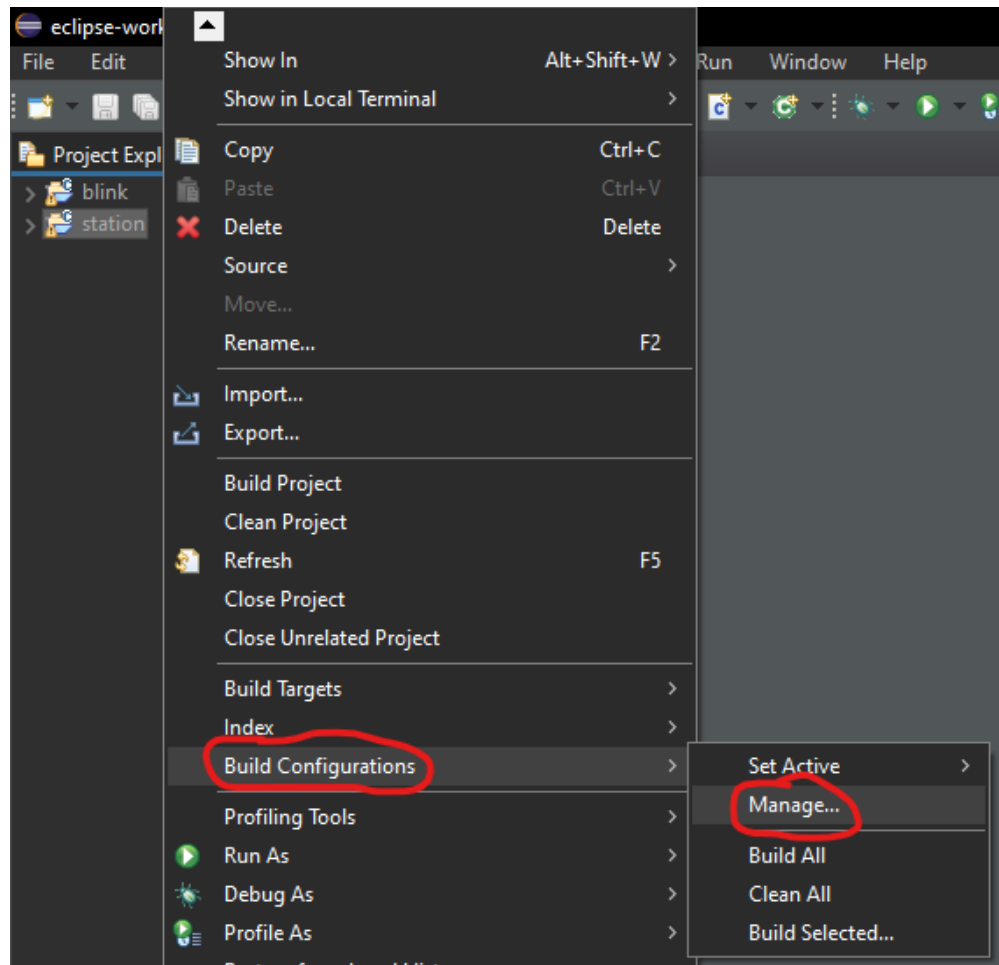 eclipse-work
File Edit Run Window Help
Project Expl
blink
station
Show In Alt+Shift+W >
Show in Local Terminal >
Copy Ctrl+C
Paste Ctrl+V
Delete Delete
Source >
Move...
Rename... F2
Import...
Export...
Build Project
Clean Project
Refresh F5
Close Project
Close Unrelated Project
Build Targets >
Index >
Build Configurations >
Profiling Tools >
Run As >
Debug As >
Profile As >
Set Active >
Manage...
Build All
Clean All
Build Selected...